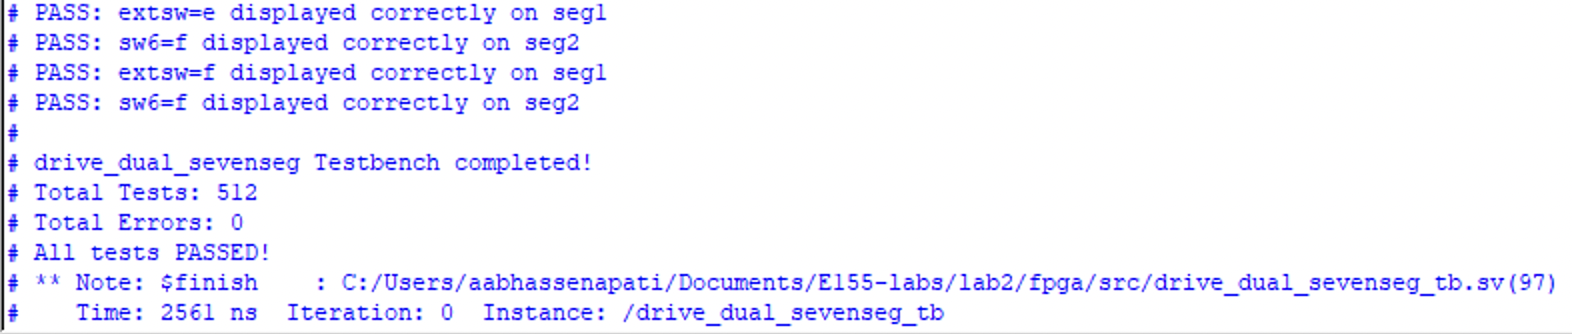 # PASS: extsw=e displayed correctly on seg1
# PASS: sw6=f displayed correctly on seg2
# PASS: extsw=f displayed correctly on seg1
# PASS: sw6=f displayed correctly on seg2
#
# drive_dual_sevenseg Testbench completed!
# Total Tests: 512
# Total Errors: 0
# All tests PASSED!
# ** Note: $finish    : C:/Users/aabhassenapati/Documents/E155-labs/lab2/fpga/src/drive_dual_sevenseg_tb.sv(97)
#    Time: 2561 ns  Iteration: 0  Instance: /drive_dual_sevenseg_tb